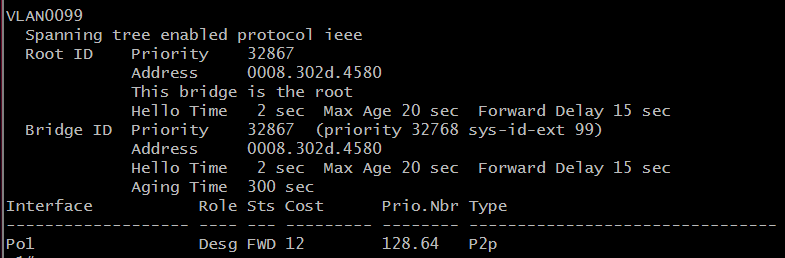 VLAN0099
  Spanning tree enabled protocol ieee
  Root ID    Priority    32867
             Address     0008.302d.4580
             This bridge is the root
             Hello Time   2 sec  Max Age 20 sec  Forward Delay 15 sec
  Bridge ID  Priority    32867  (priority 32768 sys-id-ext 99)
             Address     0008.302d.4580
             Hello Time   2 sec  Max Age 20 sec  Forward Delay 15 sec
             Aging Time  300 sec
Interface           Role Sts Cost      Prio.Nbr Type
------------------- ---- --- --------- -------- --------------------------------
Po1                 Desg FWD 12        128.64   P2p